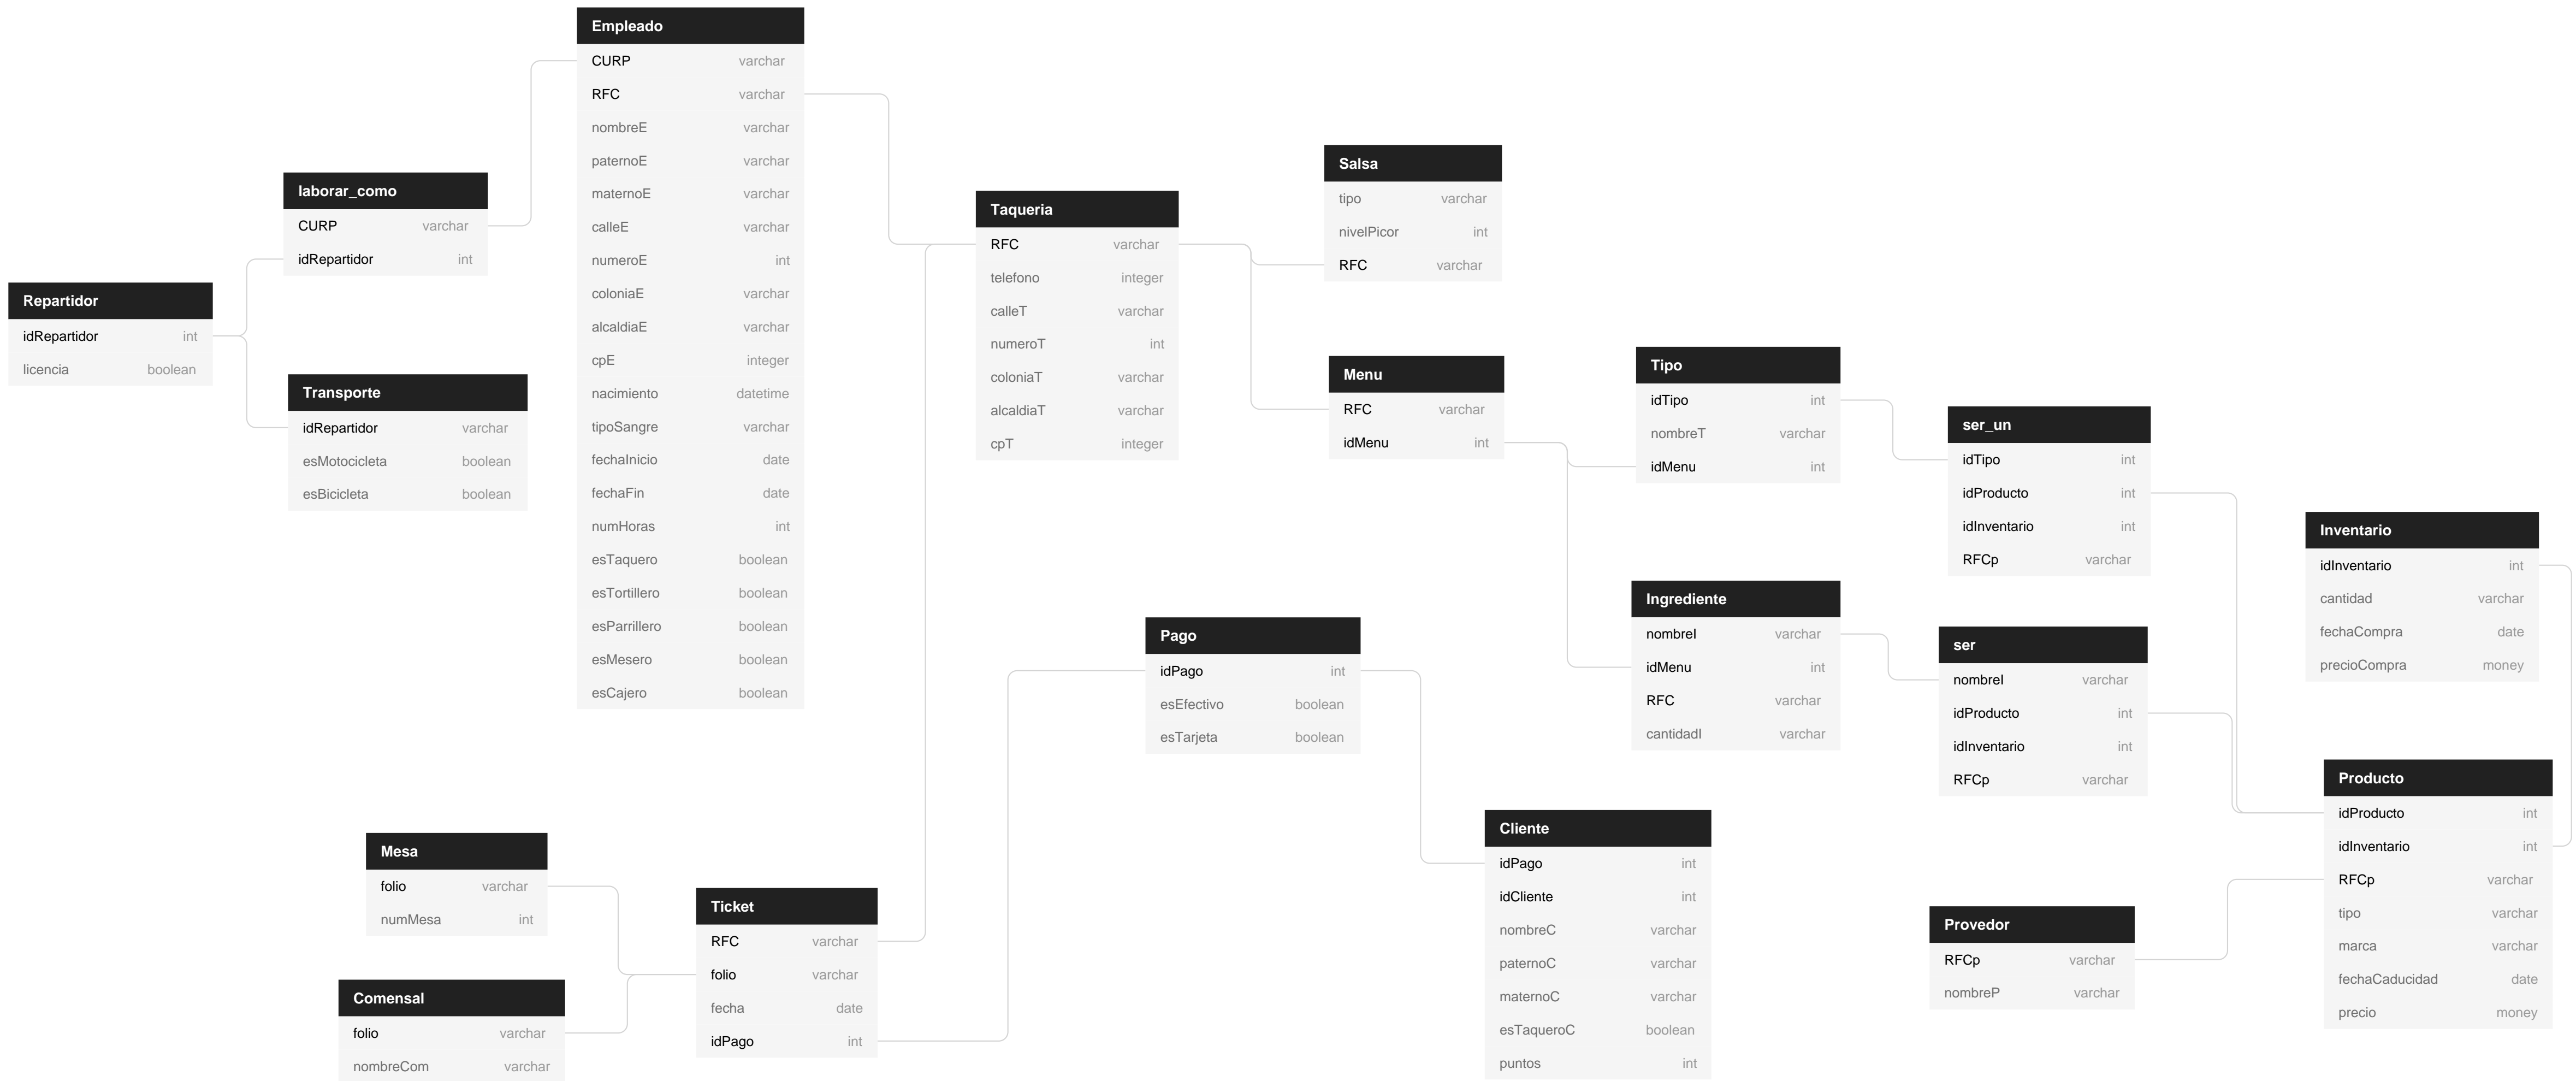 Empleado
CURP varchar
RFC varchar
nombreE varchar
paternoE varchar
maternoE varchar
calleE varchar
numeroE int
coloniaE varchar
alcaldiaE varchar
cpE integer
nacimiento datetime
tipoSangre varchar
fechaInicio date
fechaFin date
numHoras int
esTaquero boolean
esTortillero boolean
esParrillero boolean
esMesero boolean
esCajero boolean
laborar_como
CURP varchar
idRepartidor int
Repartidor
idRepartidor int
licencia boolean
Transporte
idRepartidor varchar
esMotocicleta boolean
esBicicleta boolean
Taqueria
RFC varchar
telefono integer
calleT varchar
numeroT int
coloniaT varchar
alcaldiaT varchar
cpT integer
Salsa
tipo varchar
nivelPicor int
RFC varchar
Menu
RFC varchar
idMenu int
Tipo
idTipo int
nombreT varchar
idMenu int
ser_un
idTipo int
idProducto int
idInventario int
RFCp varchar
Inventario
idInventario int
cantidad varchar
fechaCompra date
precioCompra money
Ingrediente
nombreI varchar
idMenu int
RFC varchar
cantidadI varchar
ser
nombreI varchar
idProducto int
idInventario int
RFCp varchar
Pago
idPago int
esEfectivo boolean
esTarjeta boolean
Producto
idProducto int
idInventario int
RFCp varchar
tipo varchar
marca varchar
fechaCaducidad date
precio money
Cliente
idPago int
idCliente int
nombreC varchar
paternoC varchar
maternoC varchar
esTaqueroC boolean
puntos int
Provedor
RFCp varchar
nombreP varchar
Mesa
folio varchar
numMesa int
Ticket
RFC varchar
folio varchar
fecha date
idPago int
Comensal
folio varchar
nombreCom varchar